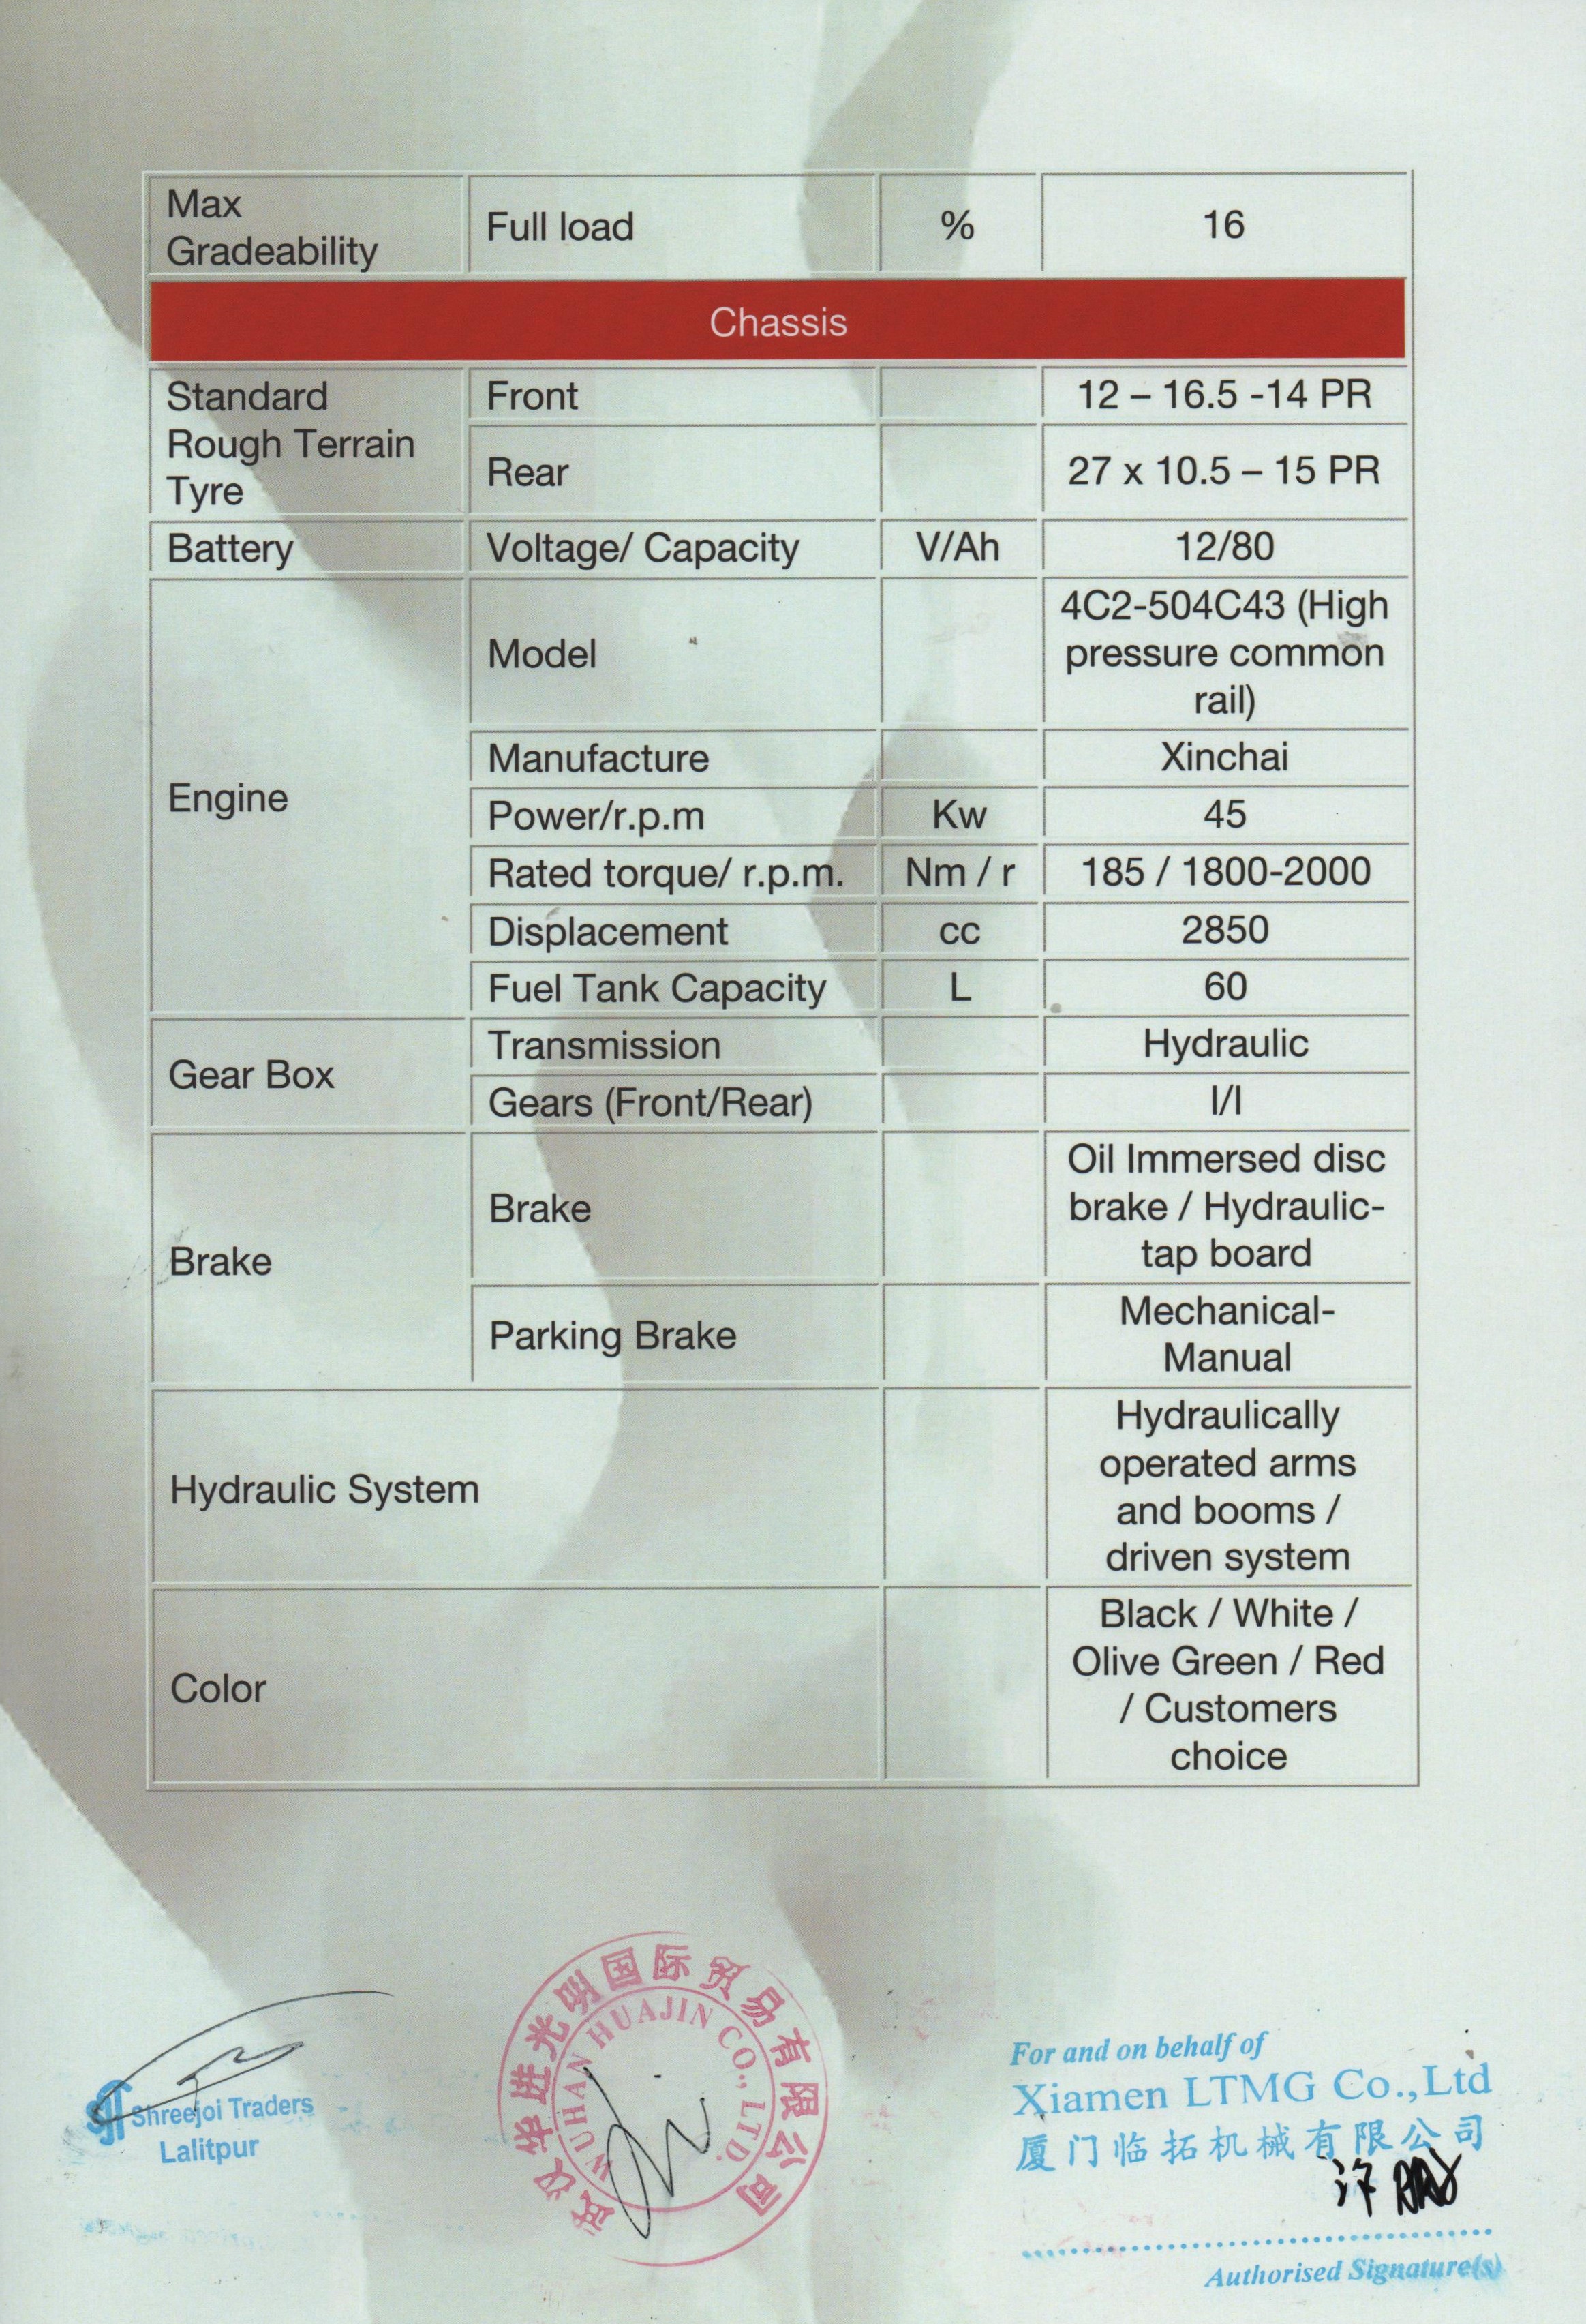 Max
Gradeability
Full load
%
16
Chassis
Standard
Rough Terrain
Tyre
Front
12 – 16.5 -14 PR
Rear
27 x 10.5 – 15 PR
Battery
Voltage/ Capacity
V/Ah
12/80
Engine
Model
4C2-504C43 (High
pressure common
rail)
Manufacture
Xinchai
Power/r.p.m
Kw
45
Rated torque/ r.p.m.
Nm / r
185 / 1800-2000
Displacement
cc
2850
Fuel Tank Capacity
L
60
Gear Box
Transmission
Hydraulic
Gears (Front/Rear)
I/I
Brake
Brake
Oil Immersed disc
brake / Hydraulic-
tap board
Parking Brake
Mechanical-
Manual
Hydraulic System
Hydraulically
operated arms
and booms /
driven system
Color
Black / White /
Olive Green / Red
/ Customers
choice
Shreejoi Traders
Lalitpur
武汉华进光明国际贸易有限公司
WUHAN HUAJIN CO., LTD.
For and on behalf of
Xiamen LTMG Co.,Ltd
厦门临拓机械有限公司
Authorised Signature(s)